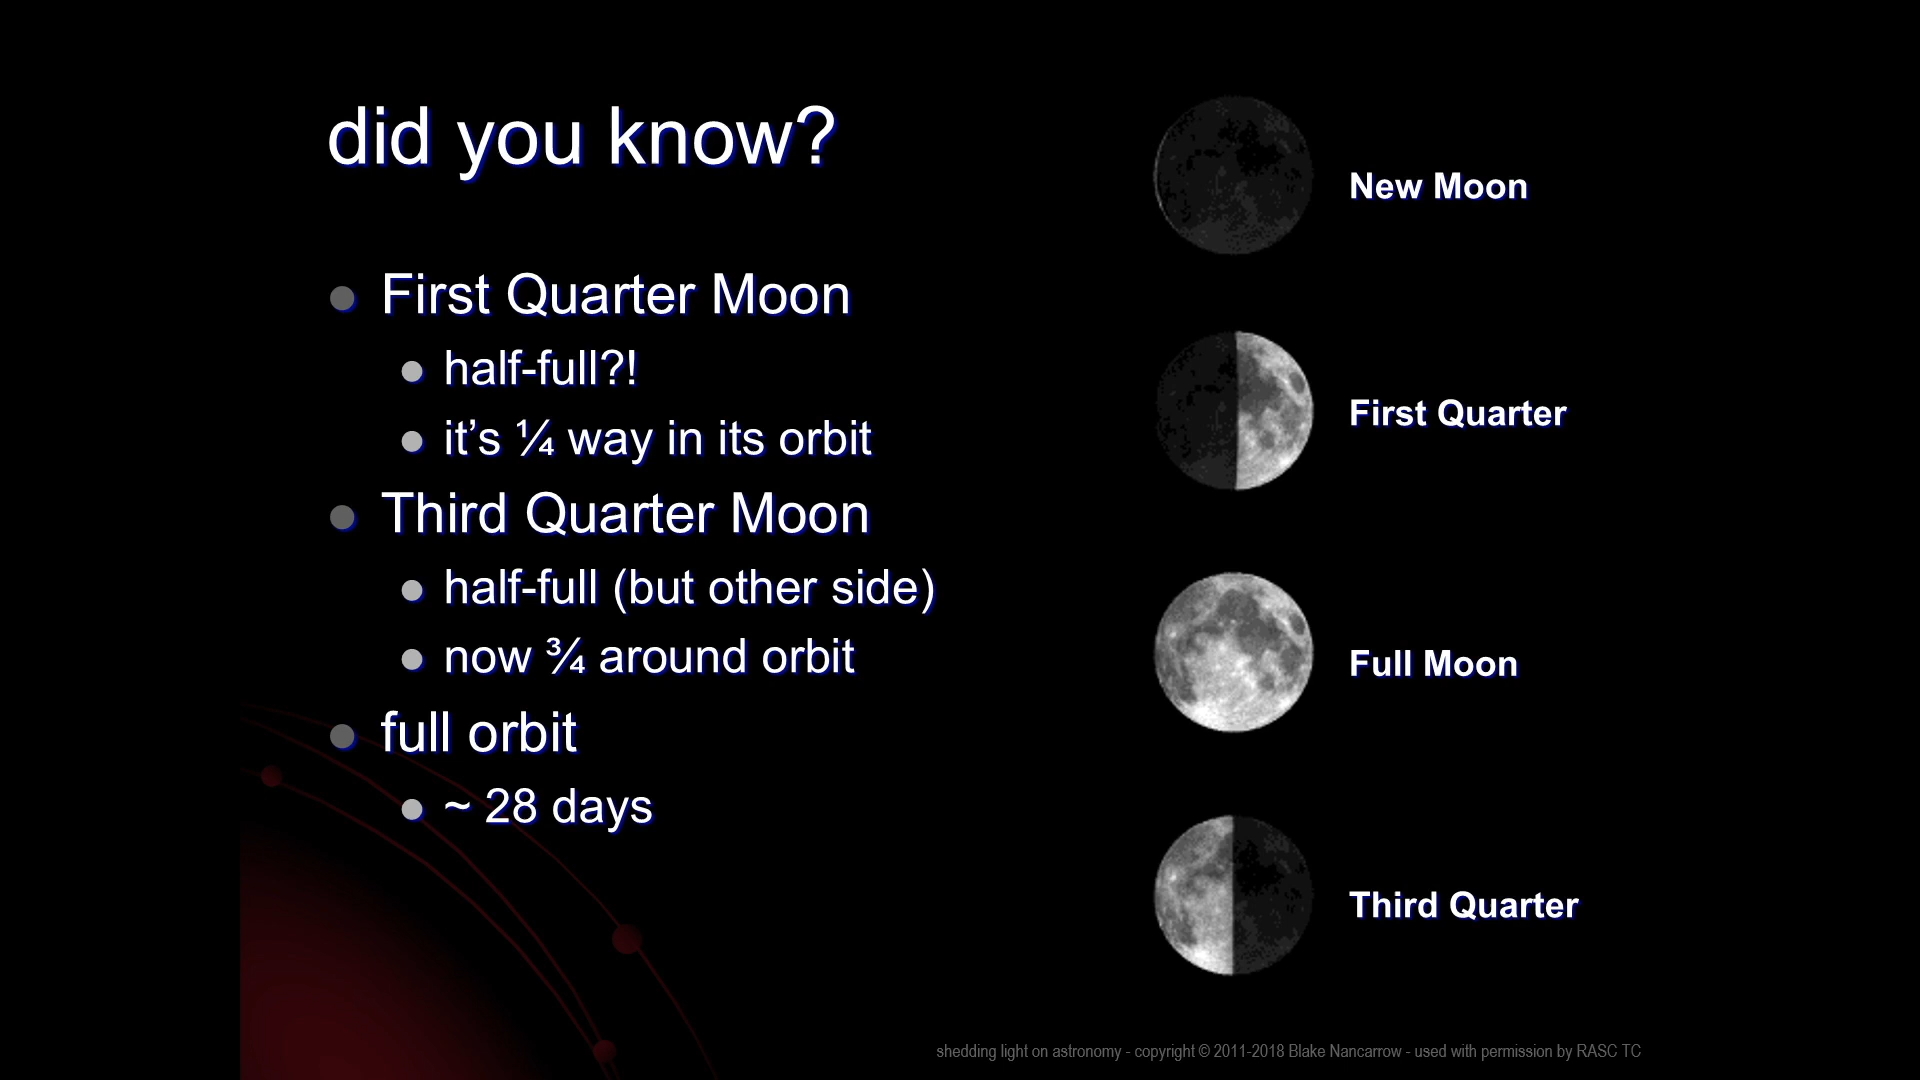 did you know?
First Quarter Moon
half-full?!
it’s ¼ way in its orbit
Third Quarter Moon
half-full (but other side)
now ¾ around orbit
full orbit
~ 28 days
New Moon
First Quarter
Full Moon
Third Quarter
shedding light on astronomy - copyright © 2011-2018 Blake Nancarrow - used with permission by RASC TC